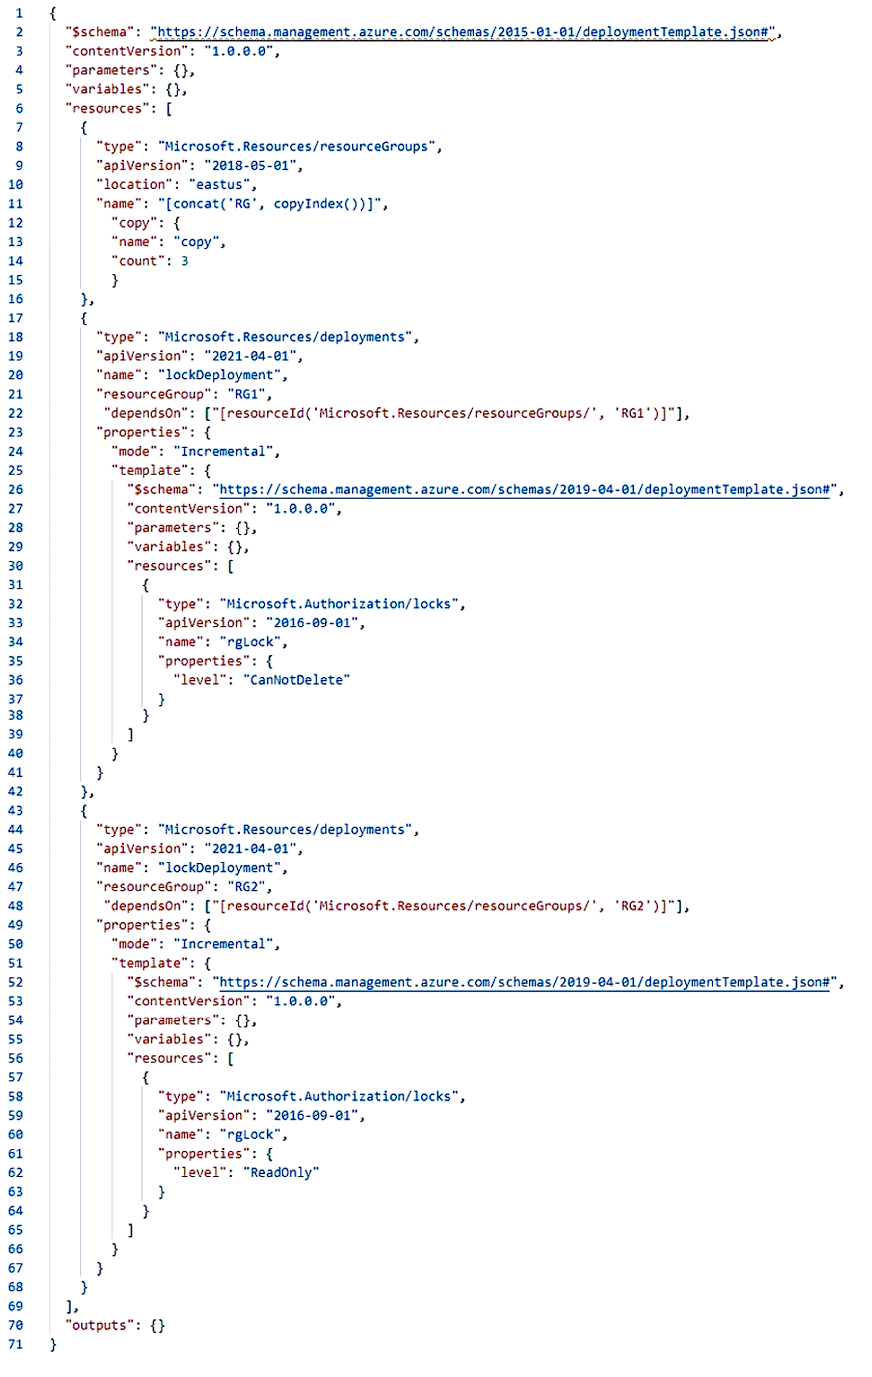 1 {
2   "$schema": "https://schema.management.azure.com/schemas/2015-01-01/deploymentTemplate.json#",
3   "contentVersion": "1.0.0.0",
4   "parameters": {},
5   "variables": {},
6   "resources": [
7     {
8       "type": "Microsoft.Resources/resourceGroups",
9       "apiVersion": "2018-05-01",
10       "location": "eastus",
11       "name": "[concat('RG', copyIndex())]",
12         "copy": {
13         "name": "copy",
14         "count": 3
15         }
16     },
17     {
18       "type": "Microsoft.Resources/deployments",
19       "apiVersion": "2021-04-01",
20       "name": "lockDeployment",
21       "resourceGroup": "RG1",
22        "dependsOn": ["[resourceId('Microsoft.Resources/resourceGroups/', 'RG1')]"],
23       "properties": {
24         "mode": "Incremental",
25         "template": {
26           "$schema": "https://schema.management.azure.com/schemas/2019-04-01/deploymentTemplate.json#",
27           "contentVersion": "1.0.0.0",
28           "parameters": {},
29           "variables": {},
30           "resources": [
31             {
32               "type": "Microsoft.Authorization/locks",
33               "apiVersion": "2016-09-01",
34               "name": "rgLock",
35               "properties": {
36                 "level": "CanNotDelete"
37               }
38             }
39           ]
40         }
41       }
42     },
43     {
44       "type": "Microsoft.Resources/deployments",
45       "apiVersion": "2021-04-01",
46       "name": "lockDeployment",
47       "resourceGroup": "RG2",
48        "dependsOn": ["[resourceId('Microsoft.Resources/resourceGroups/', 'RG2')]"],
49       "properties": {
50         "mode": "Incremental",
51         "template": {
52           "$schema": "https://schema.management.azure.com/schemas/2019-04-01/deploymentTemplate.json#",
53           "contentVersion": "1.0.0.0",
54           "parameters": {},
55           "variables": {},
56           "resources": [
57             {
58               "type": "Microsoft.Authorization/locks",
59               "apiVersion": "2016-09-01",
60               "name": "rgLock",
61               "properties": {
62                 "level": "ReadOnly"
63               }
64             }
65           ]
66         }
67       }
68     }
69   ],
70   "outputs": {}
71 }